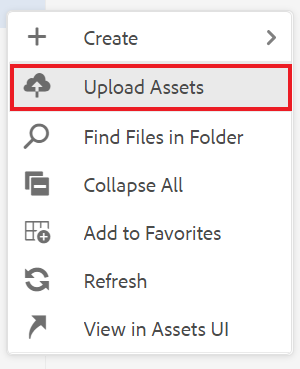 Create
Upload Assets
Find Files in Folder
Collapse All
Add to Favorites
Refresh
View in Assets UI